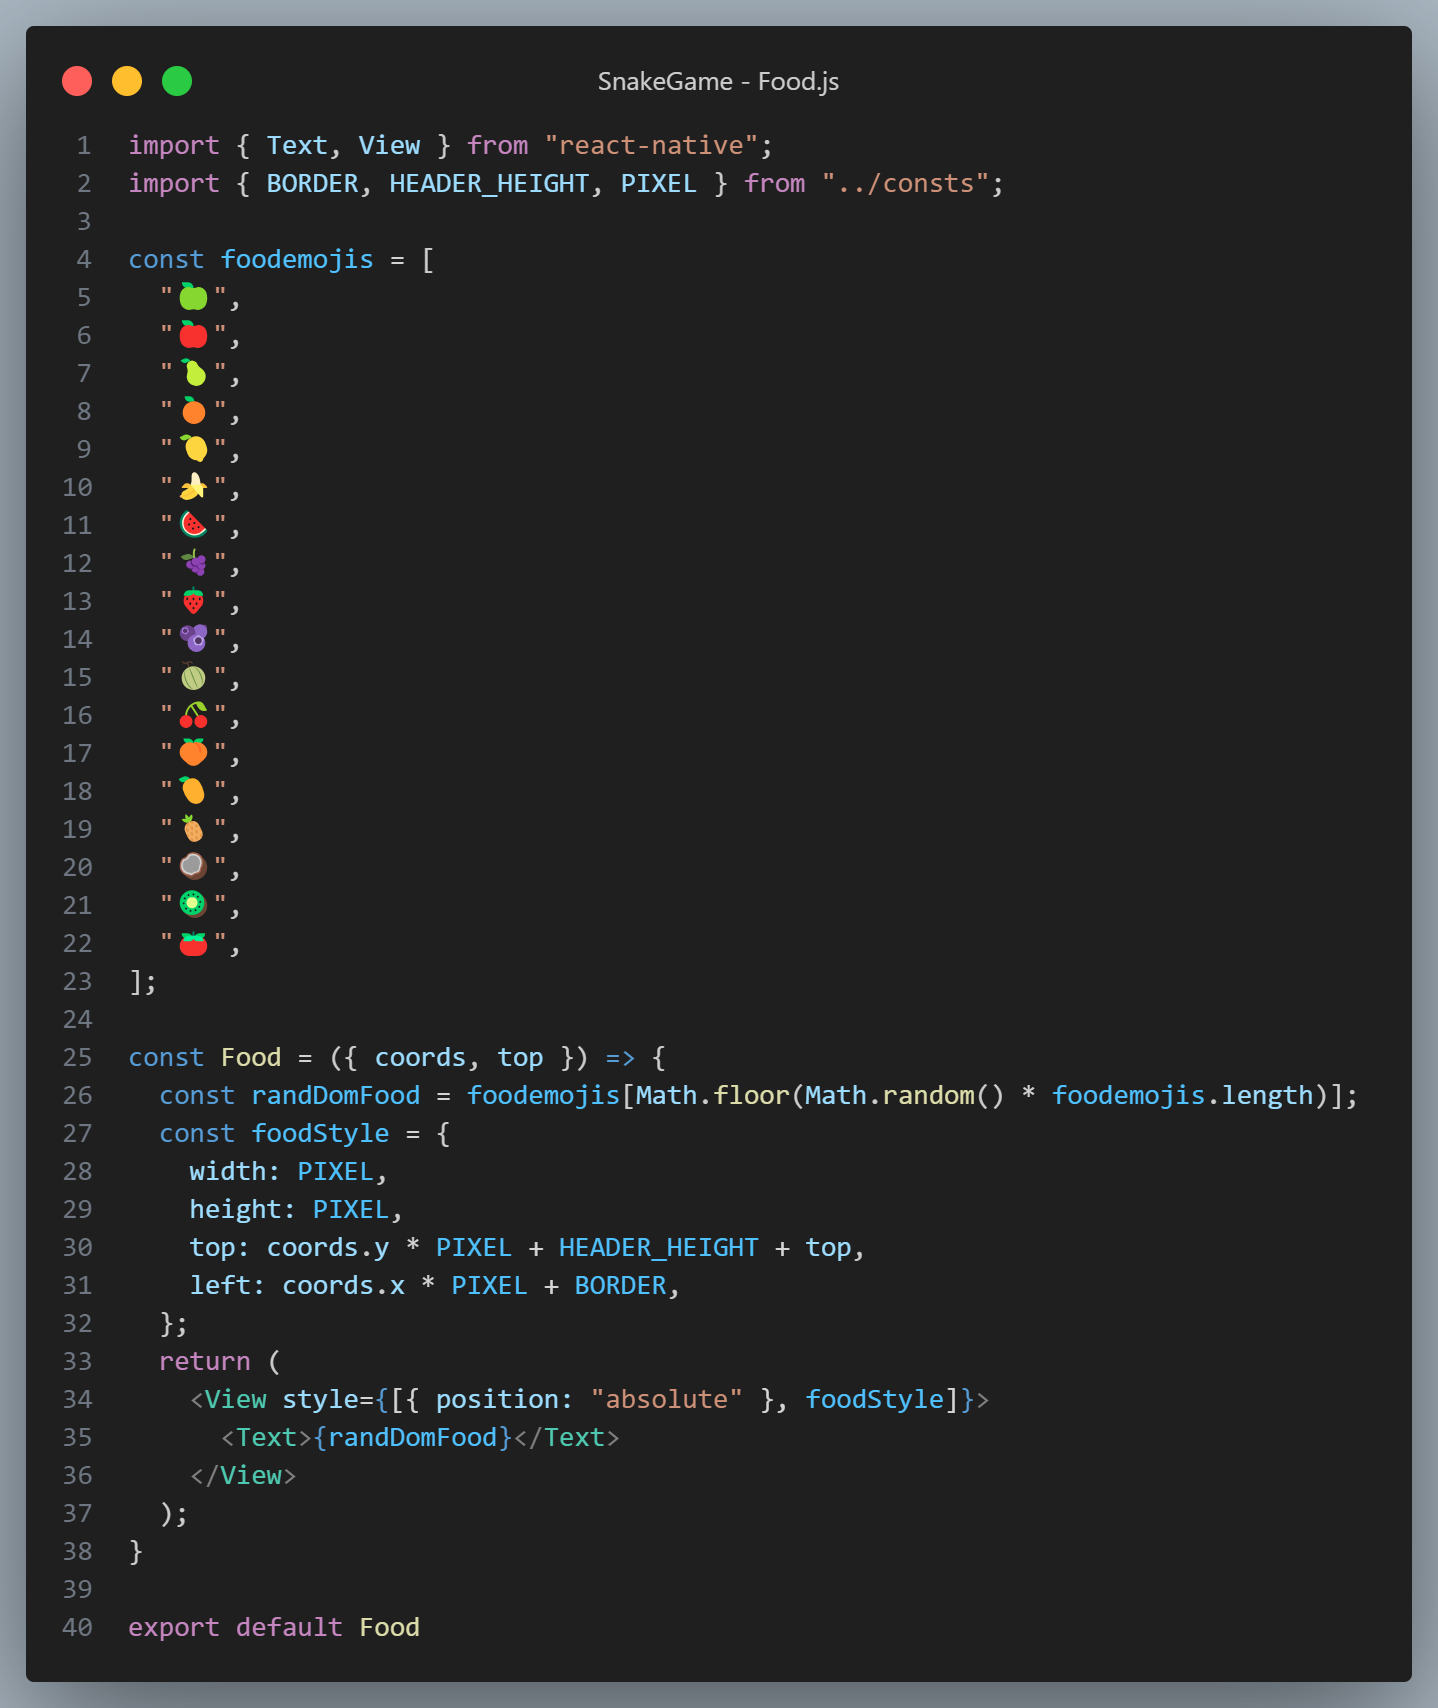 SnakeGame - Food.js
1 import { Text, View } from "react-native";
2 import { BORDER, HEADER_HEIGHT, PIXEL } from "../consts";
3
4 const foodemojis = [
5   "🍏",
6   "🍎",
7   "🍐",
8   "🍊",
9   "🍋",
10   "🍌",
11   "🍉",
12   "🍇",
13   "🍓",
14   "🫐",
15   "🍈",
16   "🍒",
17   "🍑",
18   "🥭",
19   "🍍",
20   "🥥",
21   "🥝",
22   "🍅",
23 ];
24
25 const Food = ({ coords, top }) => {
26   const randDomFood = foodemojis[Math.floor(Math.random() * foodemojis.length)];
27   const foodStyle = {
28     width: PIXEL,
29     height: PIXEL,
30     top: coords.y * PIXEL + HEADER_HEIGHT + top,
31     left: coords.x * PIXEL + BORDER,
32   };
33   return (
34     <View style={[{ position: "absolute" }, foodStyle]}>
35       <Text>{randDomFood}</Text>
36     </View>
37   );
38 }
39
40 export default Food